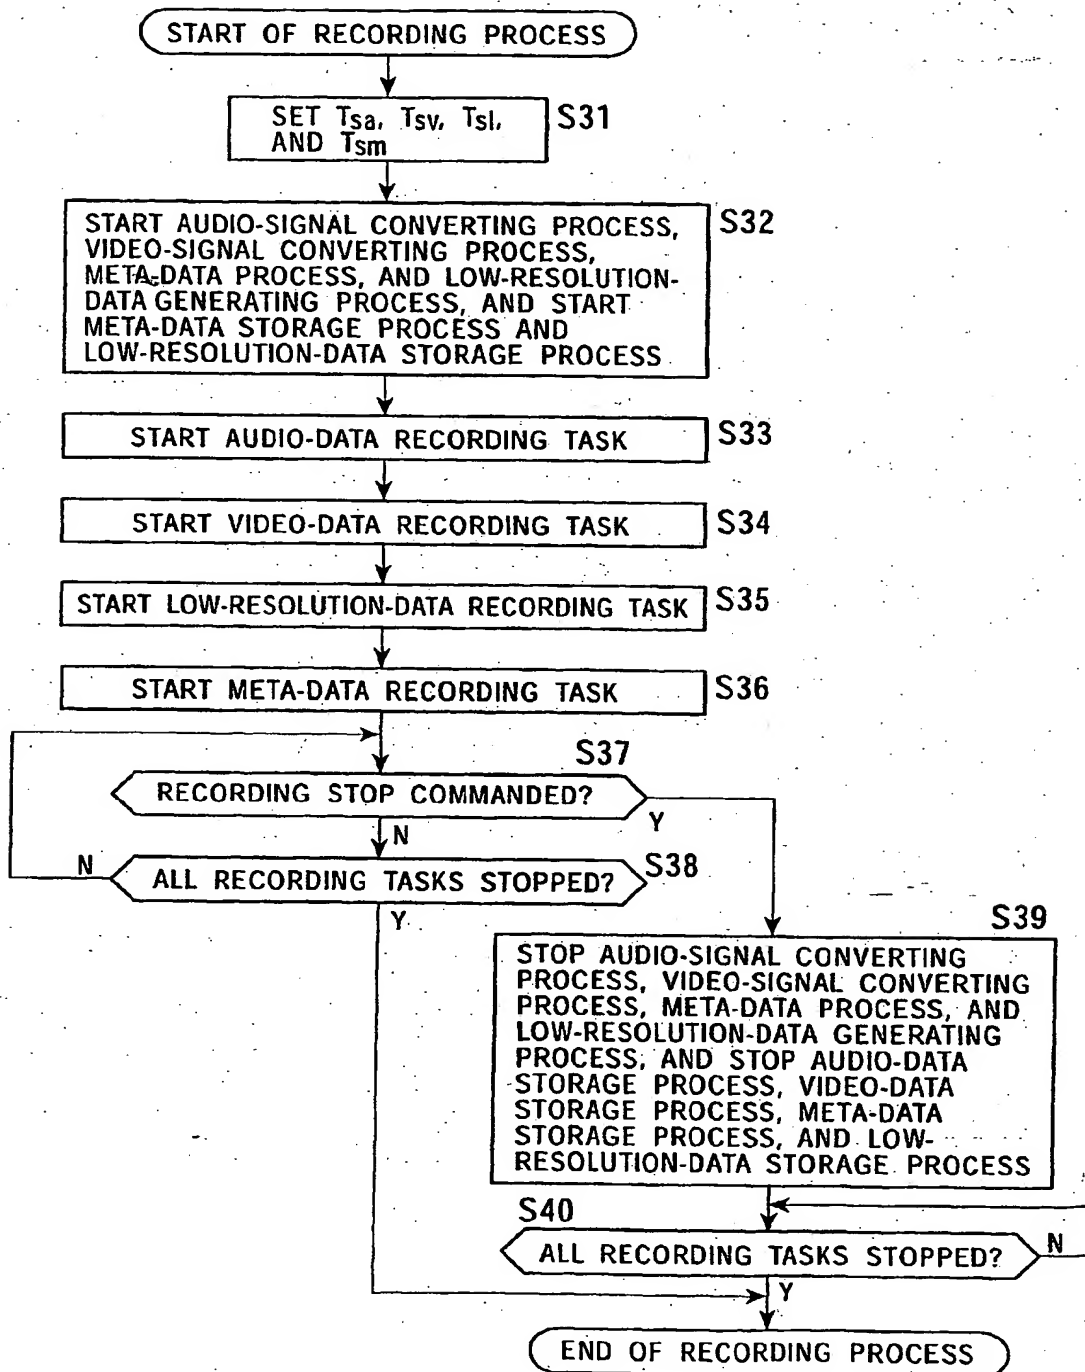 START OF RECORDING PROCESS
SET Tsa, Tsv, Tsl,
AND Tsm
S31
START AUDIO-SIGNAL CONVERTING PROCESS,
VIDEO-SIGNAL CONVERTING PROCESS,
META-DATA PROCESS, AND LOW-RESOLUTION-
DATA GENERATING PROCESS, AND START
META-DATA STORAGE PROCESS AND
LOW-RESOLUTION-DATA STORAGE PROCESS
S32
START AUDIO-DATA RECORDING TASK
S33
START VIDEO-DATA RECORDING TASK
S34
START LOW-RESOLUTION-DATA RECORDING TASK
S35
START META-DATA RECORDING TASK
S36
S37
RECORDING STOP COMMANDED?
Y
N
N
ALL RECORDING TASKS STOPPED?
S38
Y
S39
STOP AUDIO-SIGNAL CONVERTING
PROCESS, VIDEO-SIGNAL CONVERTING
PROCESS, META-DATA PROCESS, AND
LOW-RESOLUTION-DATA GENERATING
PROCESS, AND STOP AUDIO-DATA
STORAGE PROCESS, VIDEO-DATA
STORAGE PROCESS, META-DATA
STORAGE PROCESS, AND LOW-
RESOLUTION-DATA STORAGE PROCESS
S40
ALL RECORDING TASKS STOPPED?
N
Y
END OF RECORDING PROCESS